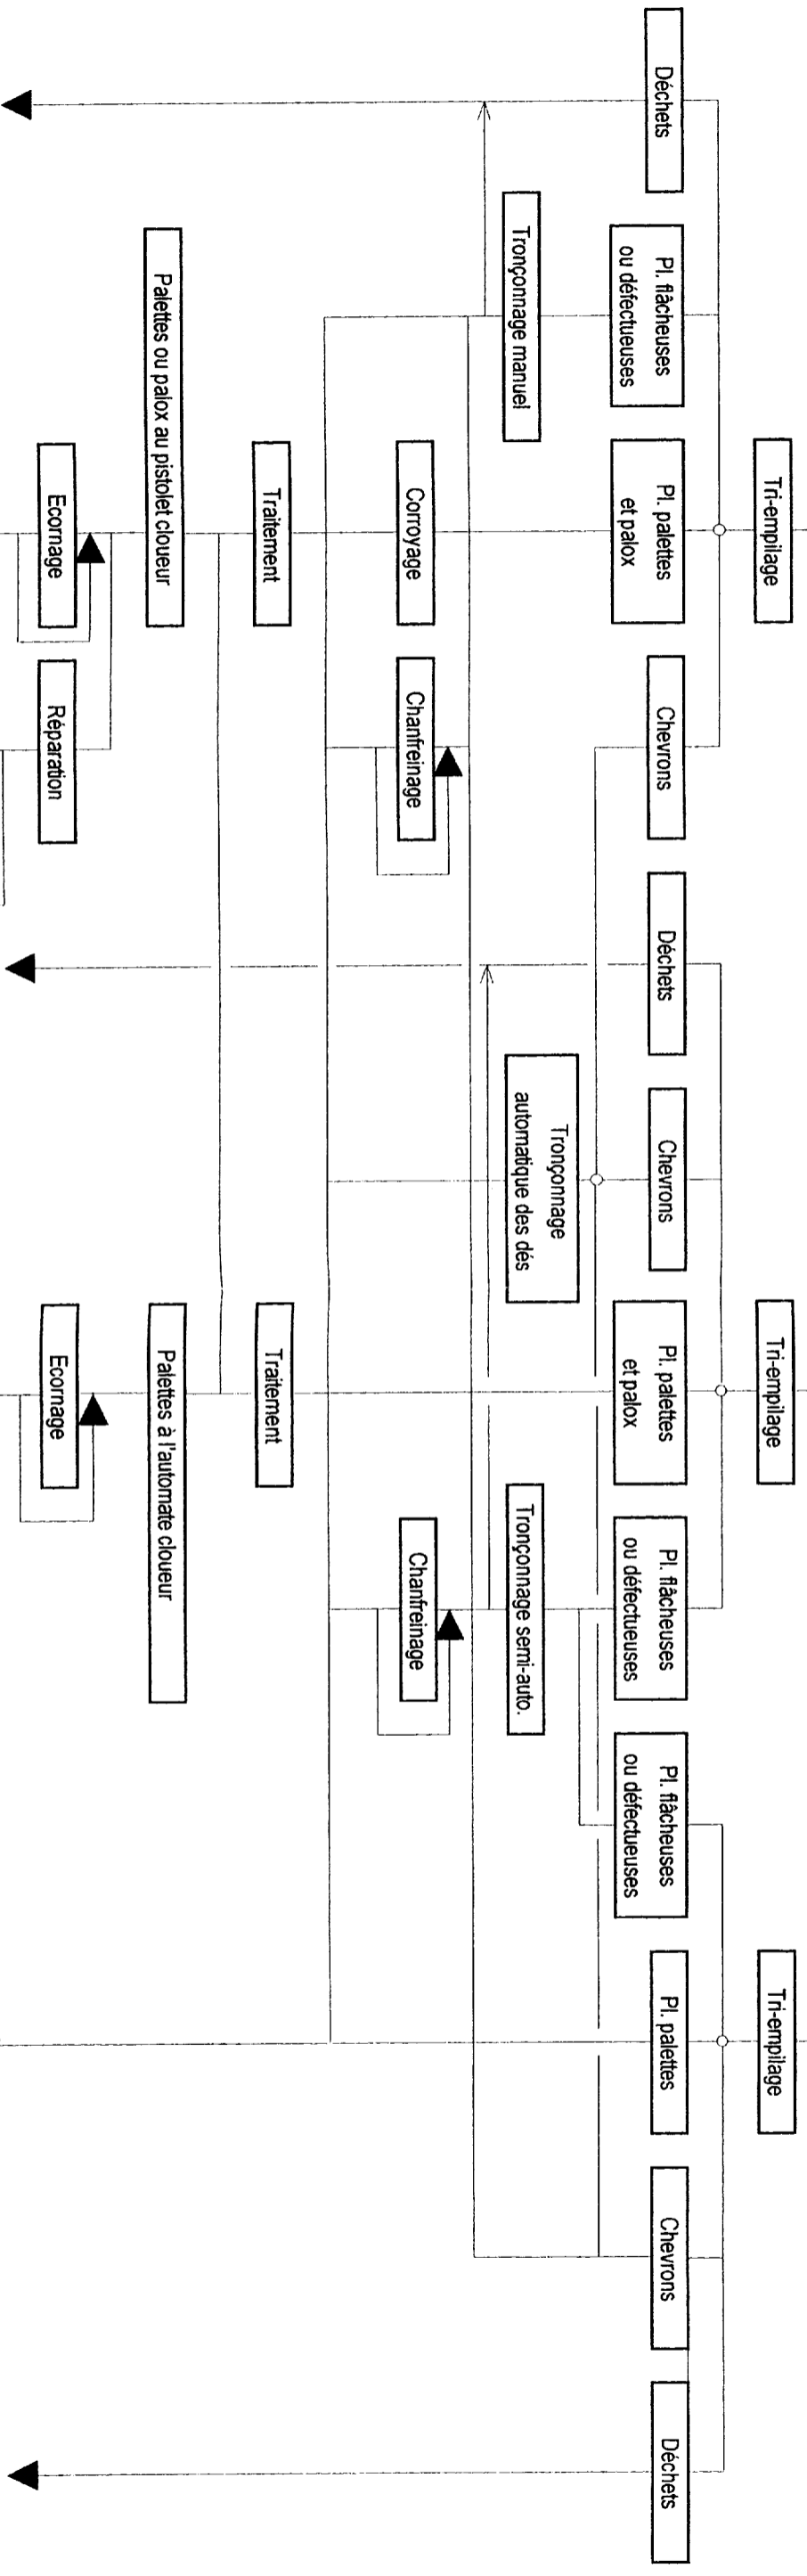 Tri-empilage
Tri-empilage
Tri-empilage
Déchets
Pl. flâcheuses
ou défectueuses
Pl. palettes
et palox
Chevrons
Déchets
Chevrons
Pl. palettes
et palox
Pl. flâcheuses
ou défectueuses
Pl. flâcheuses
ou défectueuses
Pl. palettes
Chevrons
Déchets
Tronçonnage manuel
Tronçonnage
automatique des dés
Tronçonnage semi-auto.
Corroyage
Chanfreinage
Chanfreinage
Traitement
Traitement
Palettes ou palox au pistolet cloueur
Palettes à l'automate cloueur
Ecornage
Réparation
Ecornage